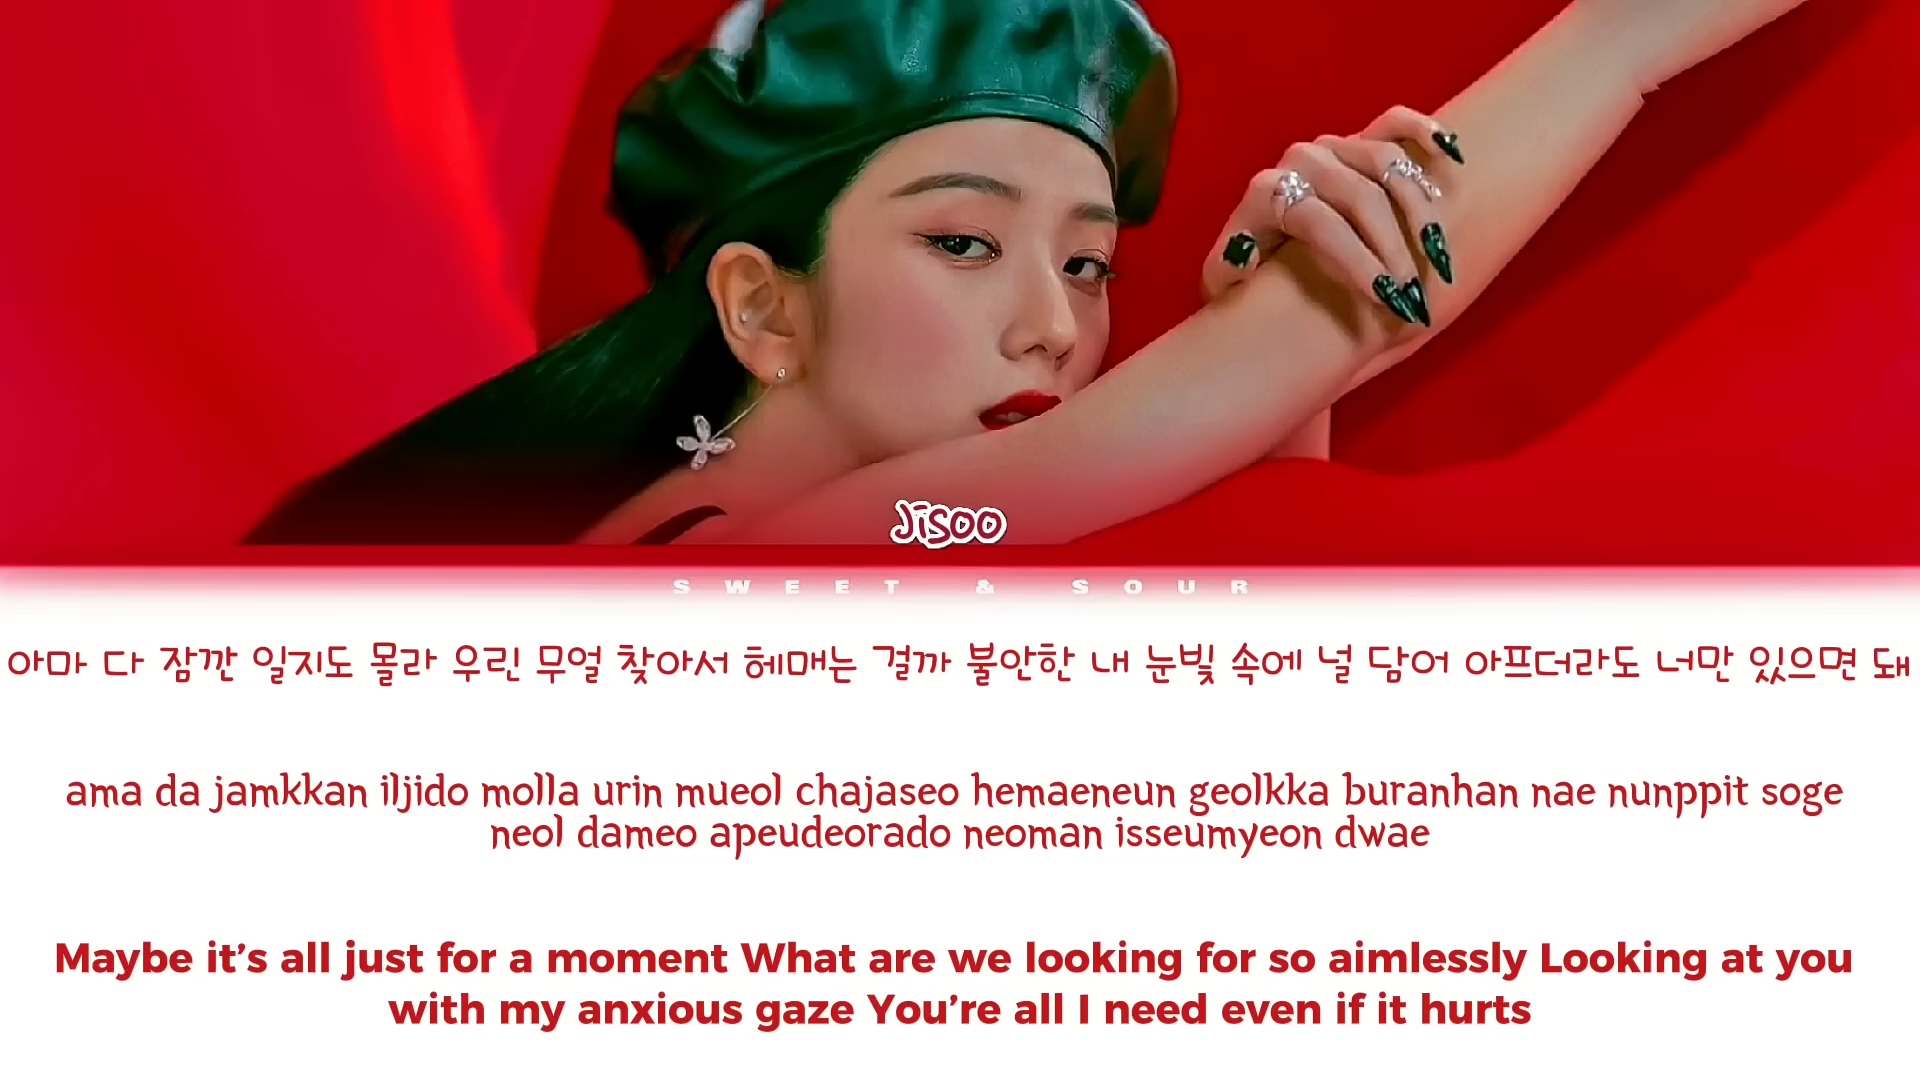 Jisoo
SWEET & SOUR
아마 다 잠깐 일지도 몰라 우린 무얼 찾아서 헤매는 걸까 불안한 내 눈빛 속에 널 담어 아프더라도 너만 있으면 돼
ama da jamkkan iljido molla urin mueol chajaseo hemaeneun geolkka buranhan nae nunppit soge
neol dameo apeudeorado neoman isseumyeon dwae
Maybe it’s all just for a moment What are we looking for so aimlessly Looking at you
with my anxious gaze You’re all I need even if it hurts